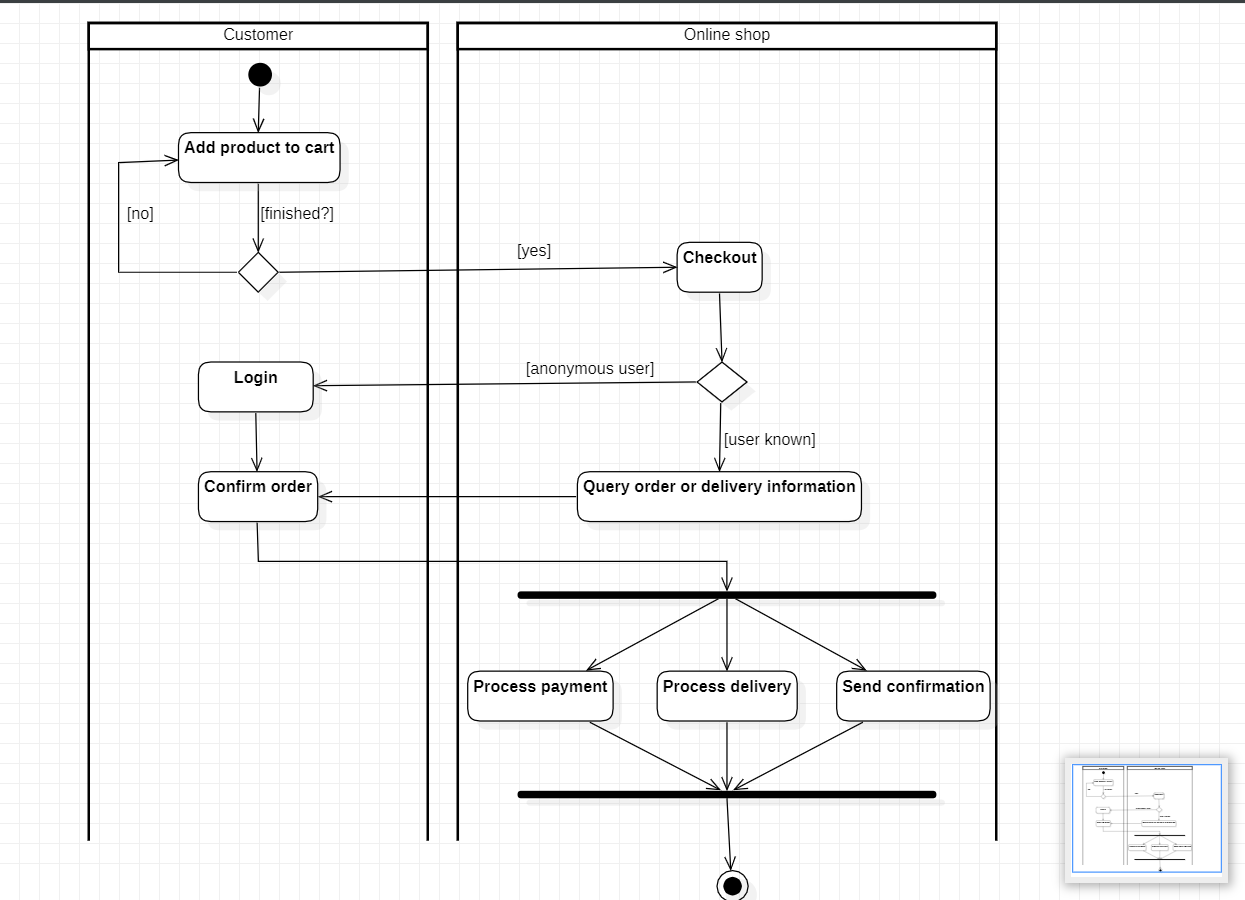 Customer
Online shop
Add product to cart
[no]
[finished?]
[yes]
Checkout
[anonymous user]
Login
[user known]
Confirm order
Query order or delivery information
Process payment
Process delivery
Send confirmation